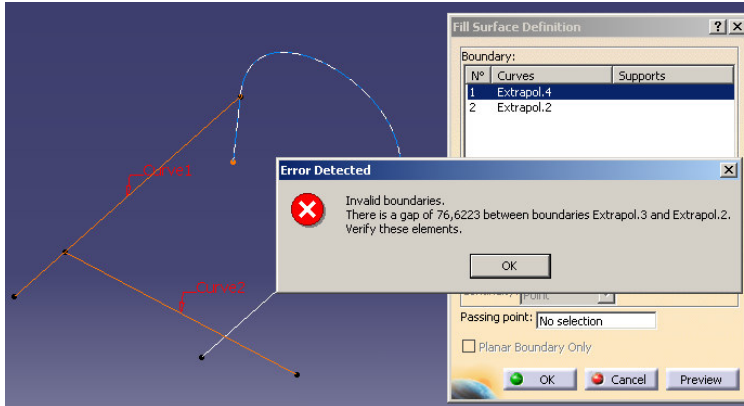 Fill Surface Definition
Boundary:
N° Curves Supports
1 Extrapol.4
2 Extrapol.2
Curve1
Error Detected
Invalid boundaries.
There is a gap of 76,6223 between boundaries Extrapol.3 and Extrapol.2.
Verify these elements.
OK
Curve2
Point
Passing point: No selection
Planar Boundary Only
OK Cancel Preview